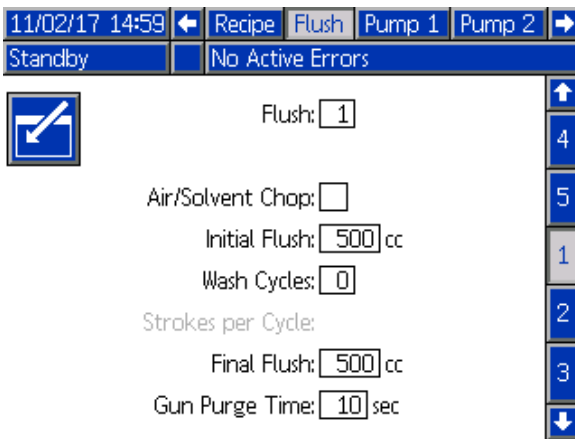 11/02/17 14:59 Recipe Flush Pump 1 Pump 2
Standby No Active Errors
Flush: 1
4
Air/Solvent Chop:
5
Initial Flush: 500 cc
1
Wash Cycles: 0
Strokes per Cycle:
2
Final Flush: 500 cc
3
Gun Purge Time: 10 sec